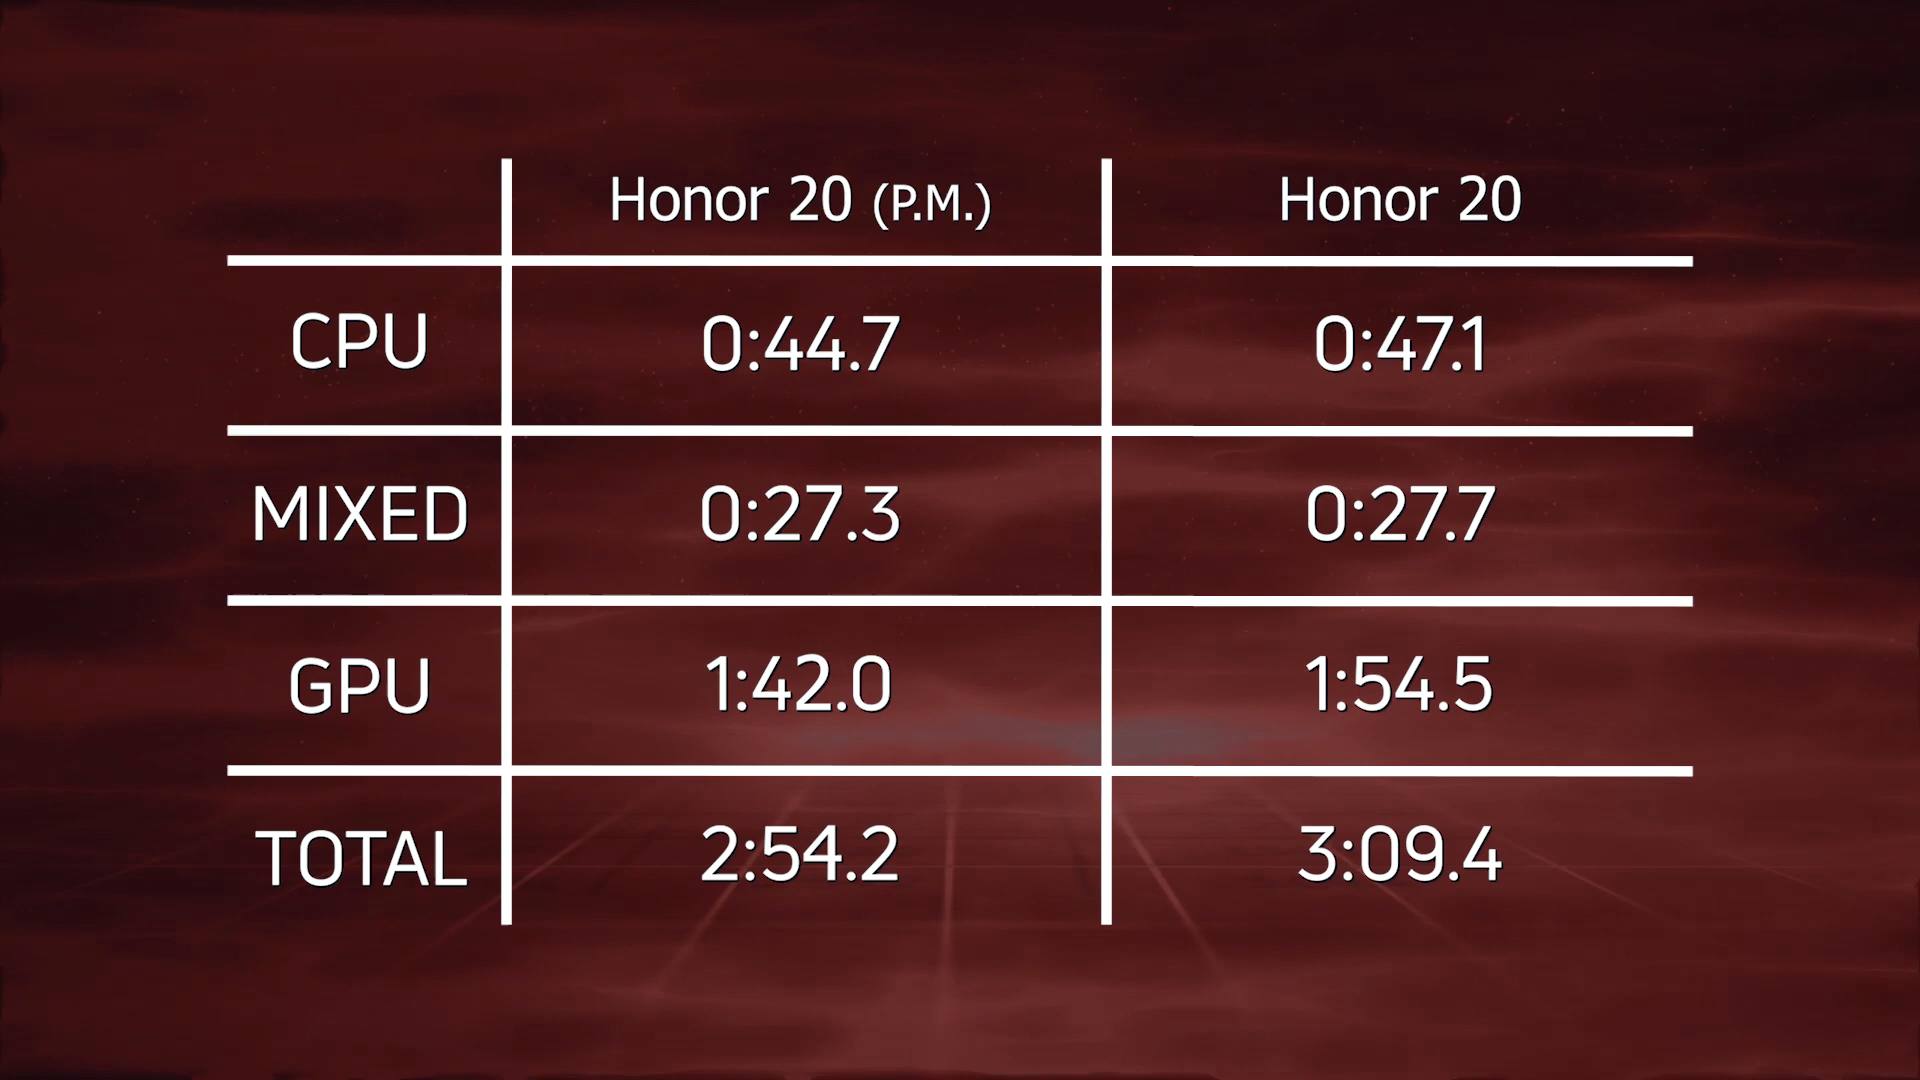 Honor 20 (P.M.) Honor 20
CPU 0:44.7 0:47.1
MIXED 0:27.3 0:27.7
GPU 1:42.0 1:54.5
TOTAL 2:54.2 3:09.4